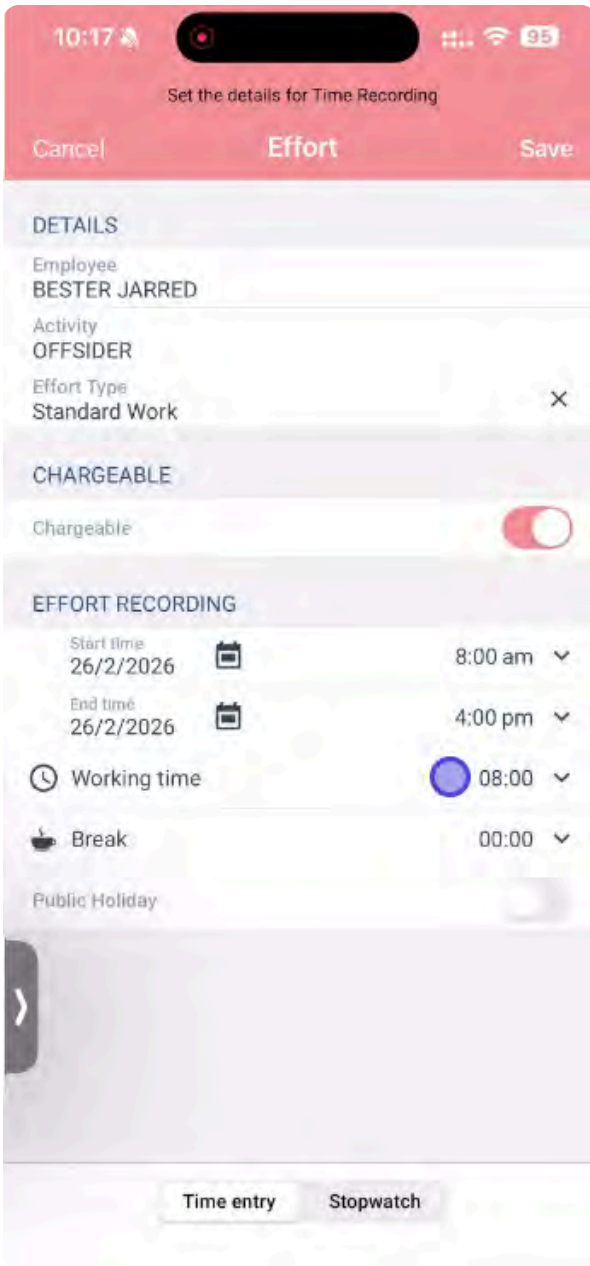 10:17
95
Set the details for Time Recording
Cancel Effort Save
DETAILS
Employee
BESTER JARRED
Activity
OFFSIDER
Effort Type
Standard Work
CHARGEABLE
Chargeable
EFFORT RECORDING
Start time
26/2/2026 8:00 am
End time
26/2/2026 4:00 pm
Working time 08:00
Break 00:00
Public Holiday
Time entry Stopwatch